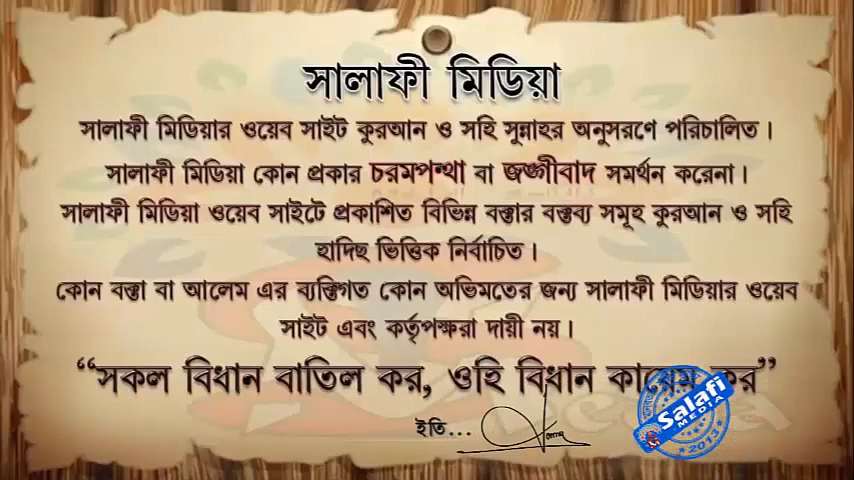 সালাফী মিডিয়া
সালাফী মিডিয়ার ওয়েব সাইট কুরআন ও সহি সুন্নাহর অনুসরণে পরিচালিত।
সালাফী মিডিয়া কোন প্রকার চরমপন্থা বা জঙ্গীবাদ সমর্থন করেনা।
সালাফী মিডিয়া ওয়েব সাইটে প্রকাশিত বিভিন্ন বক্তার বক্তব্য সমূহ কুরআন ও সহি
হাদিছ ভিত্তিক নির্বাচিত।
কোন বক্তা বা আলেম এর ব্যক্তিগত কোন অভিমতের জন্য সালাফী মিডিয়ার ওয়েব
সাইট এবং কর্তৃপক্ষরা দায়ী নয়।
“সকল বিধান বাতিল কর, ওহি বিধান কায়েম কর”
ইতি...
Salafi
MEDIA
2013